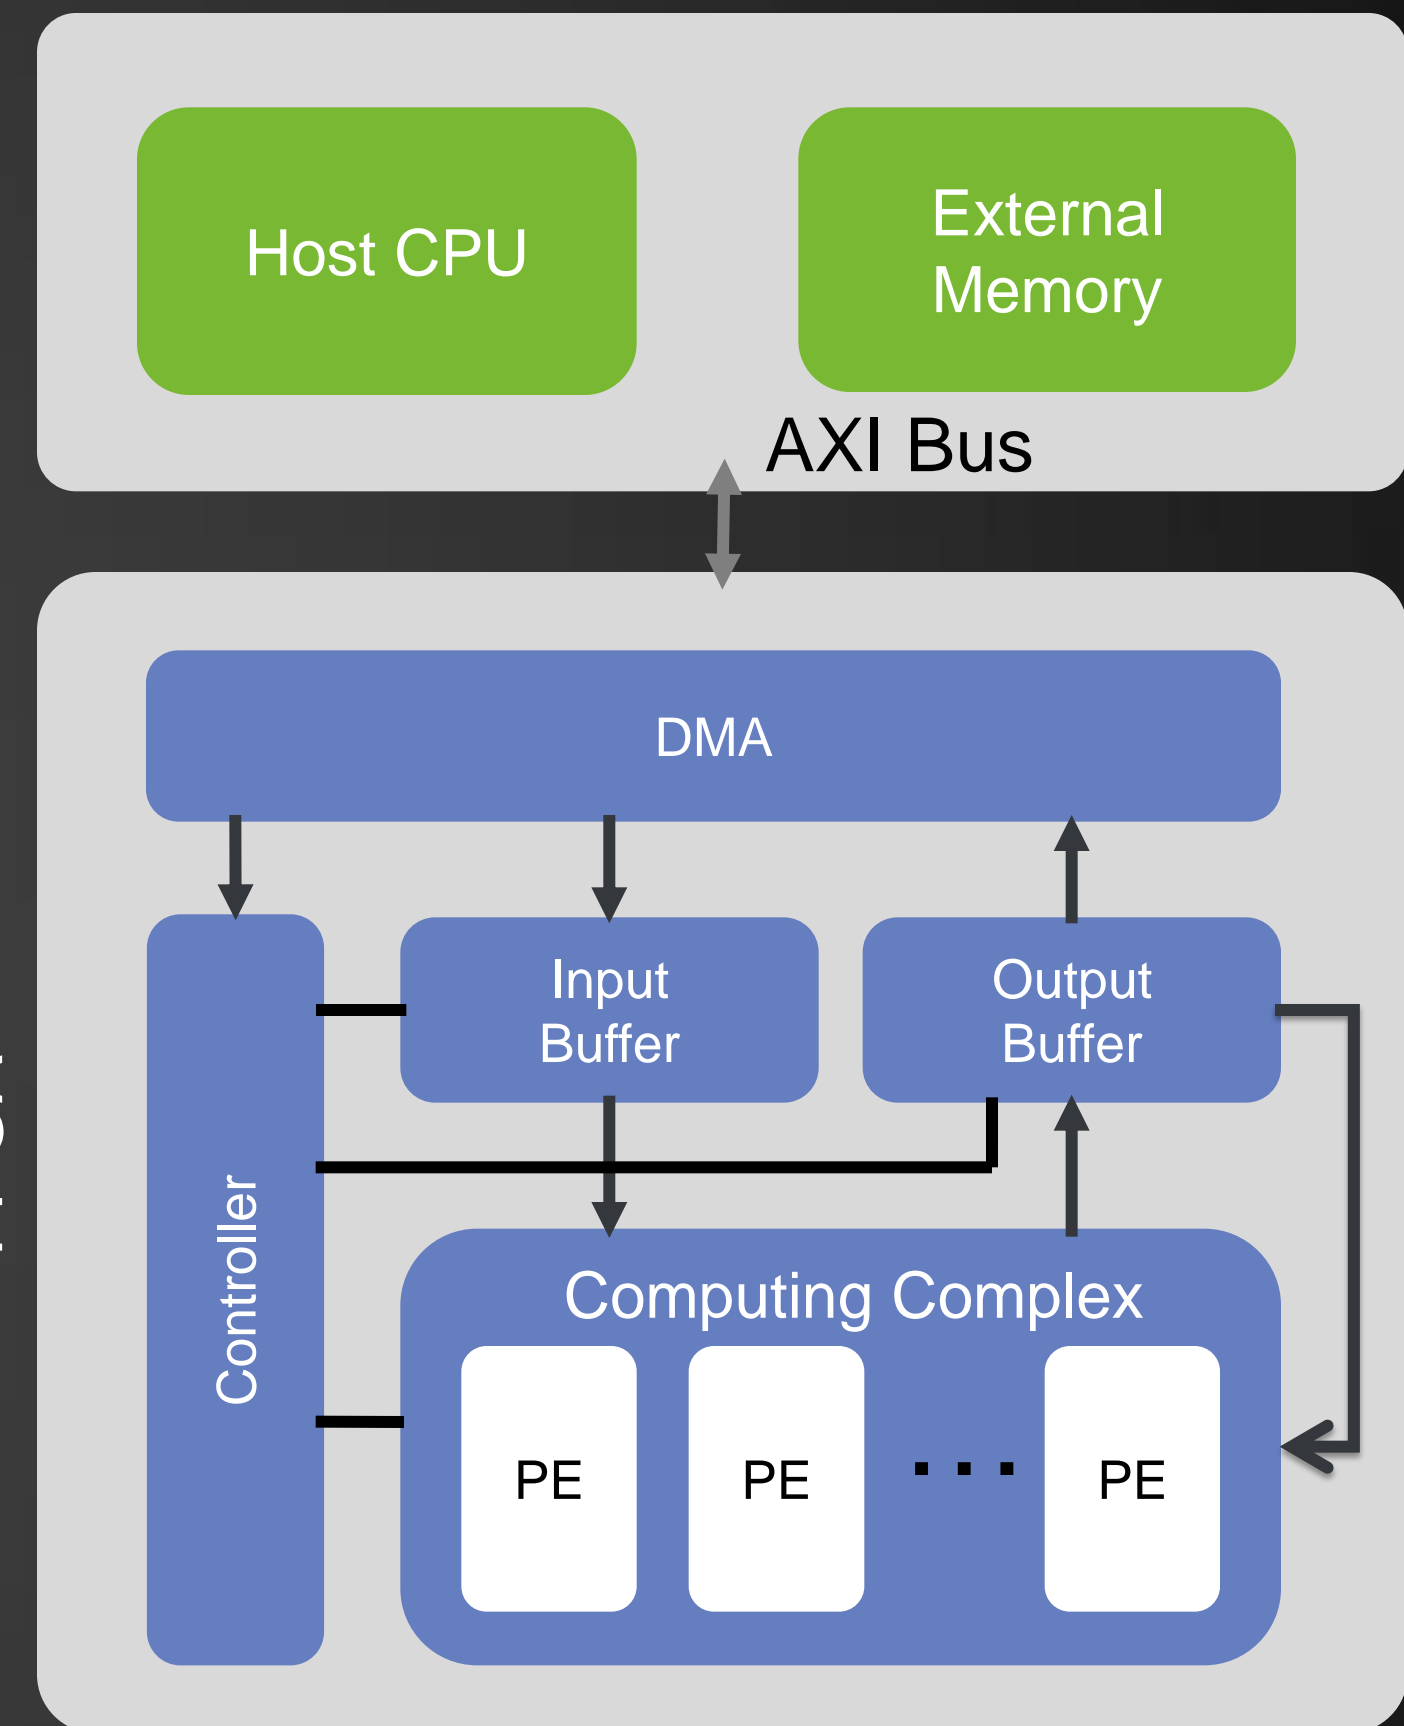 Host CPU
External
Memory
AXI Bus
DMA
Input
Buffer
Output
Buffer
Controller
Computing Complex
PE
PE
. . .
PE